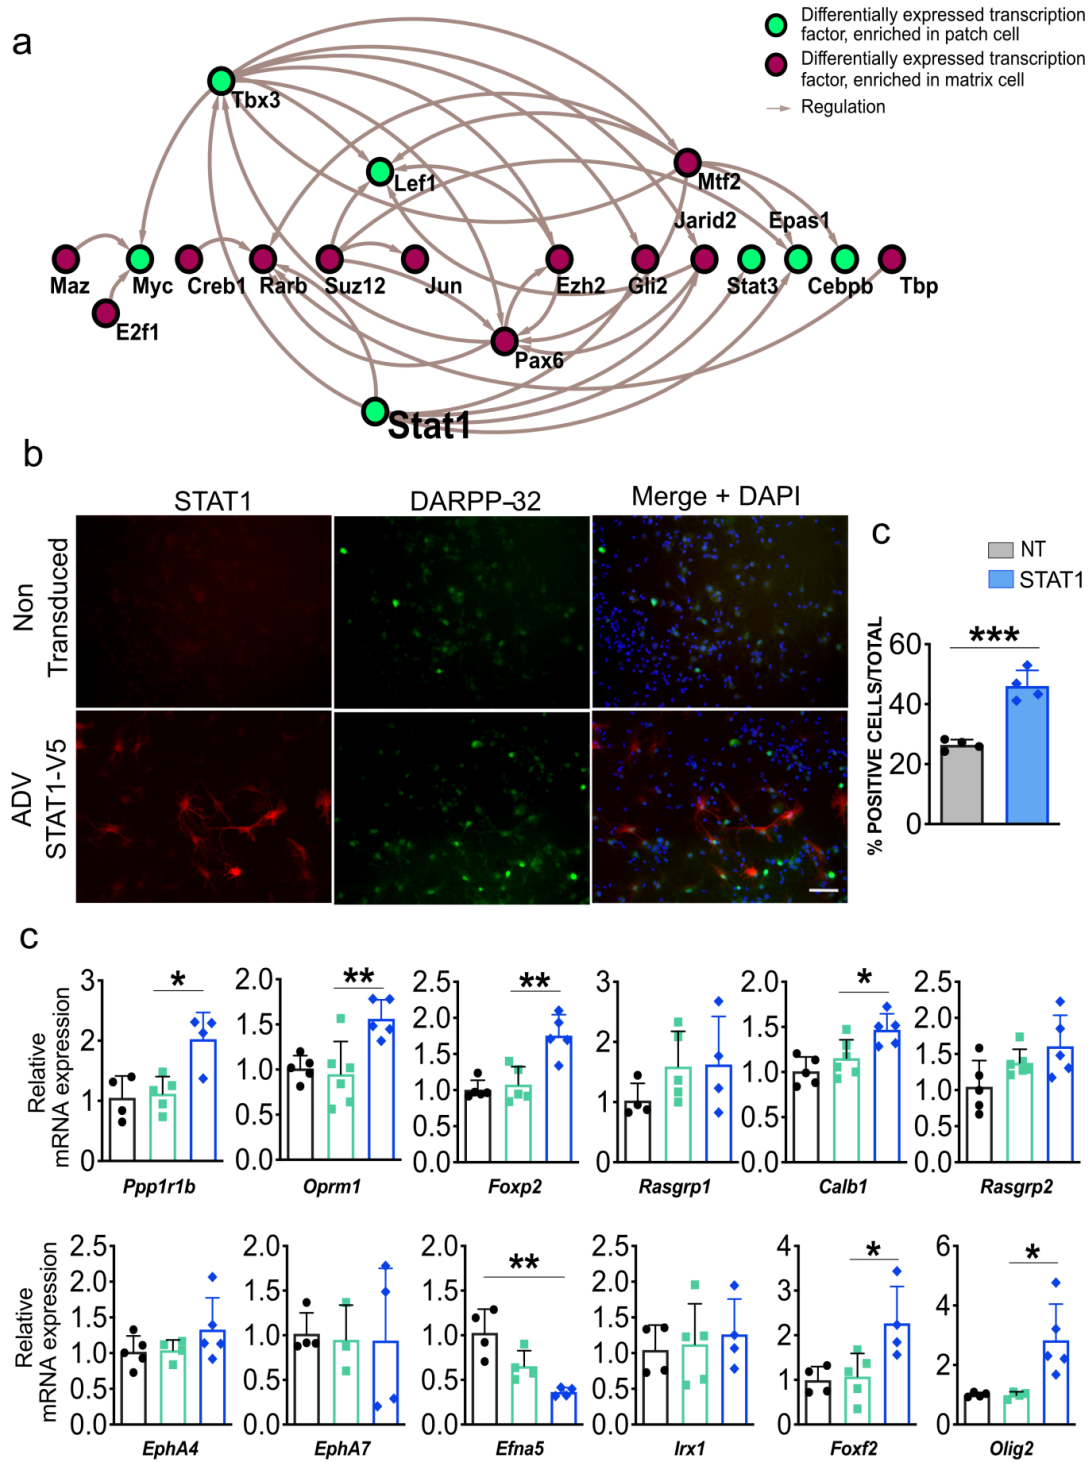 a
Differentially expressed transcription
factor, enriched in patch cell
Differentially expressed transcription
factor, enriched in matrix cell
Regulation
Tbx3
Lef1
Mtf2
Jarid2
Epas1
Maz
Myc
Creb1
Rarb
Suz12
Jun
Ezh2
Gli2
Stat3
Cebpb
Tbp
E2f1
Pax6
Stat1
b
STAT1
DARPP-32
Merge + DAPI
Non
Transduced
ADV
STAT1-V5
c
NT
STAT1
% POSITIVE CELLS/TOTAL
60
40
20
0
***
c
Relative
mRNA expression
3
2
1
0
*
Ppp1r1b
2.0
1.5
1.0
0.5
0.0
**
Oprm1
2.5
2.0
1.5
1.0
0.5
0.0
**
Foxp2
3
2
1
0
Rasgrp1
2.0
1.5
1.0
0.5
0.0
*
Calb1
2.5
2.0
1.5
1.0
0.5
0.0
Rasgrp2
Relative
mRNA expression
2.5
2.0
1.5
1.0
0.5
0.0
EphA4
2.0
1.5
1.0
0.5
0.0
EphA7
2.0
1.5
1.0
0.5
0.0
**
Efna5
2.5
2.0
1.5
1.0
0.5
0.0
Irx1
4
3
2
1
0
*
Foxf2
6
4
2
0
*
Olig2